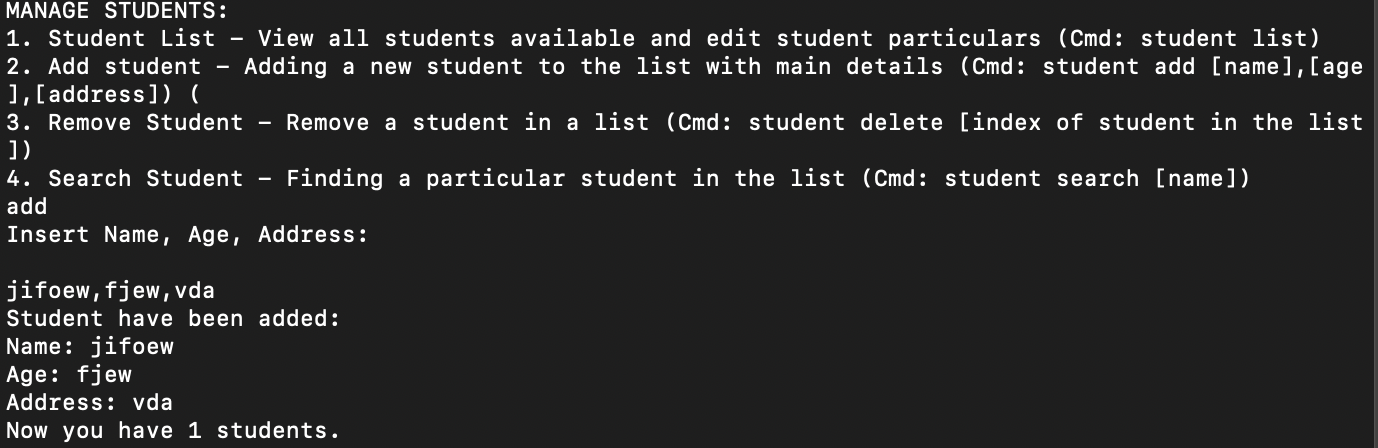 MANAGE STUDENTS:
1. Student List – View all students available and edit student particulars (Cmd: student list)
2. Add student – Adding a new student to the list with main details (Cmd: student add [name],[age
],[address]) (
3. Remove Student – Remove a student in a list (Cmd: student delete [index of student in the list
])
4. Search Student – Finding a particular student in the list (Cmd: student search [name])
add
Insert Name, Age, Address:
jifoew,fjew,vda
Student have been added:
Name: jifoew
Age: fjew
Address: vda
Now you have 1 students.